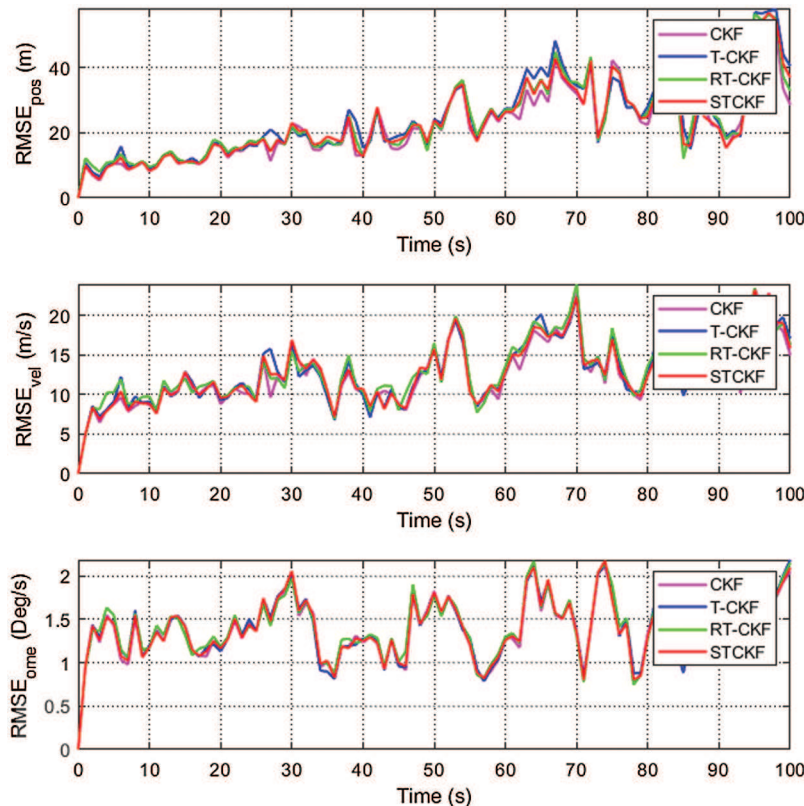 RMSE_pos (m)
40
20
0
CKF
T-CKF
RT-CKF
STCKF
0 10 20 30 40 50 60 70 80 90 100
Time (s)
RMSE_vel (m/s)
20
15
10
5
0
CKF
T-CKF
RT-CKF
STCKF
0 10 20 30 40 50 60 70 80 90 100
Time (s)
RMSE_ome (Deg/s)
2
1.5
1
0.5
0
CKF
T-CKF
RT-CKF
STCKF
0 10 20 30 40 50 60 70 80 90 100
Time (s)